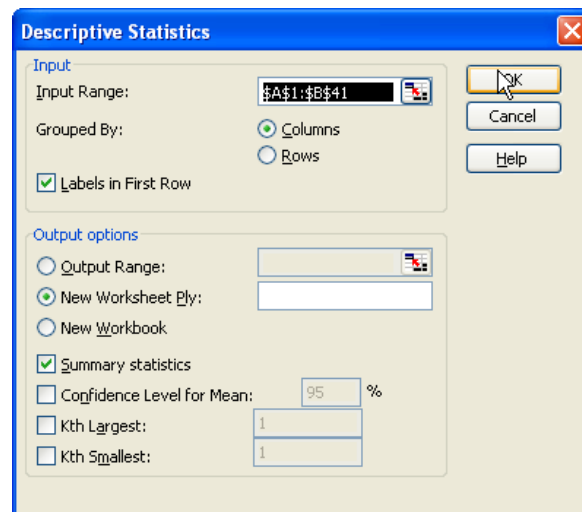 Descriptive Statistics
Input
Input Range: $A$1:$B$41
OK
Grouped By: Columns
Cancel
Rows
Help
Labels in First Row
Output options
Output Range:
New Worksheet Ply:
New Workbook
Summary statistics
Confidence Level for Mean: 95 %
Kth Largest: 1
Kth Smallest: 1